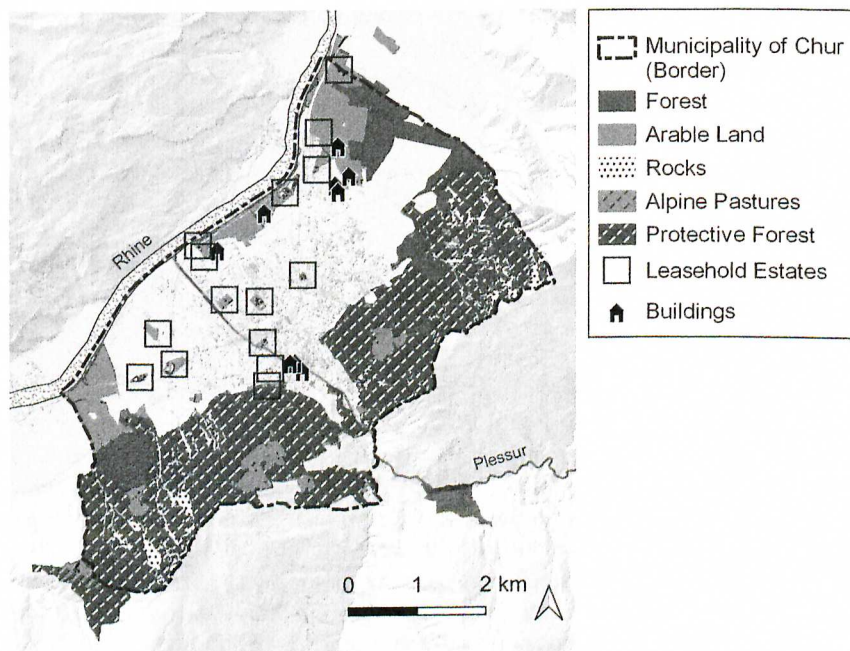 Municipality of Chur
(Border)
Forest
Arable Land
Rocks
Alpine Pastures
Protective Forest
Leasehold Estates
Buildings
Rhine
Plessur
0 1 2 km